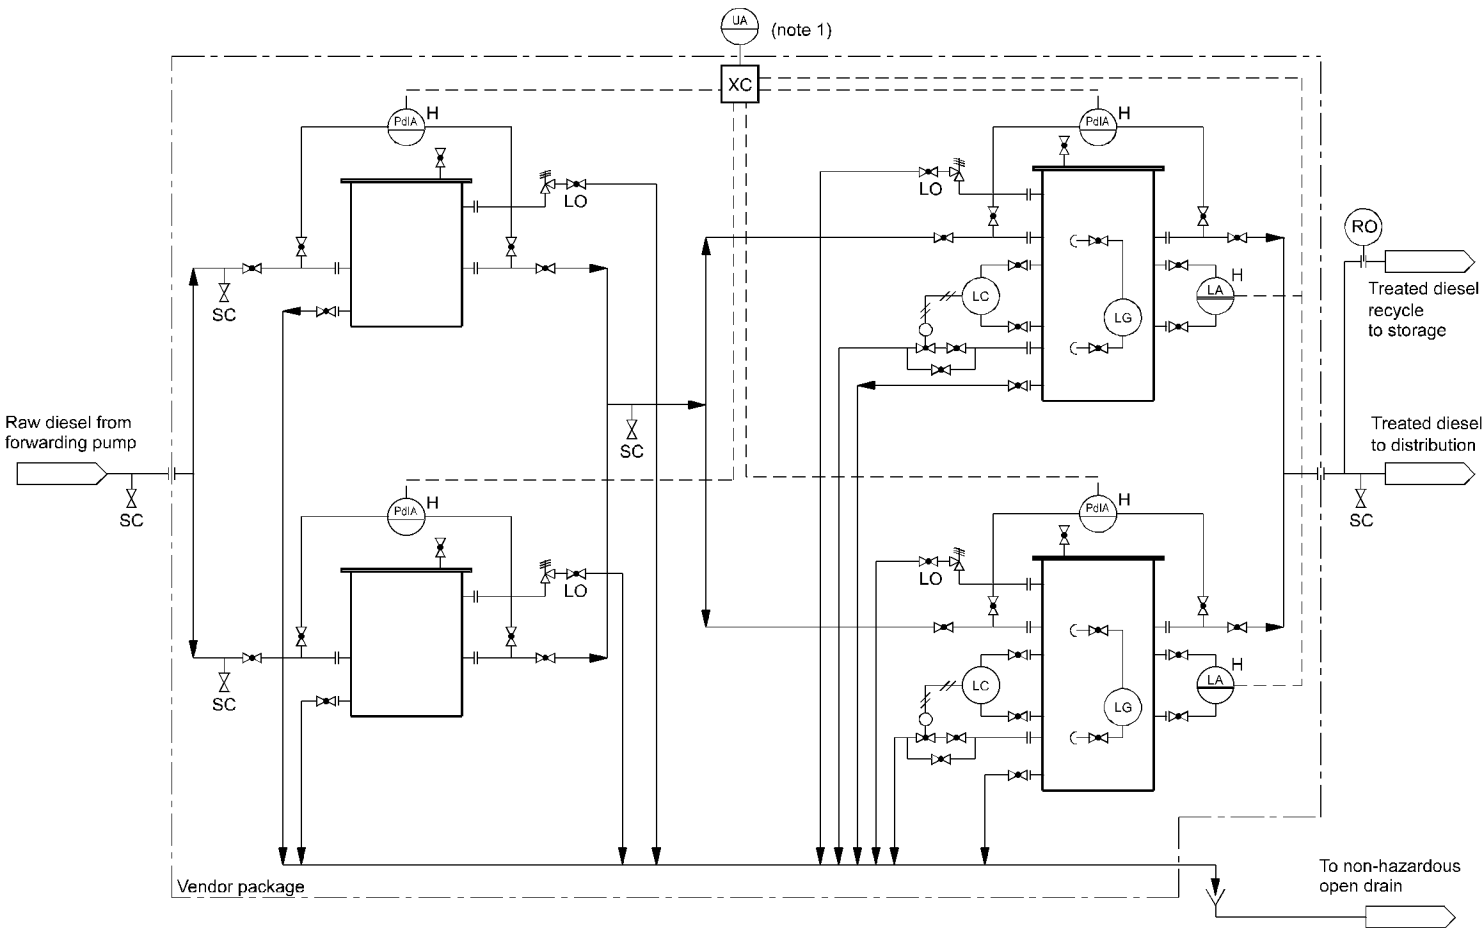 UA
(note 1)
XC
PdIA
H
PdIA
H
LO
LO
RO
SC
LC
LG
LA
H
Treated diesel
recycle
to storage
Raw diesel from
forwarding pump
SC
SC
Treated diesel
to distribution
SC
PdIA
H
PdIA
H
LO
LO
SC
LC
LG
LA
H
Vendor package
To non-hazardous
open drain